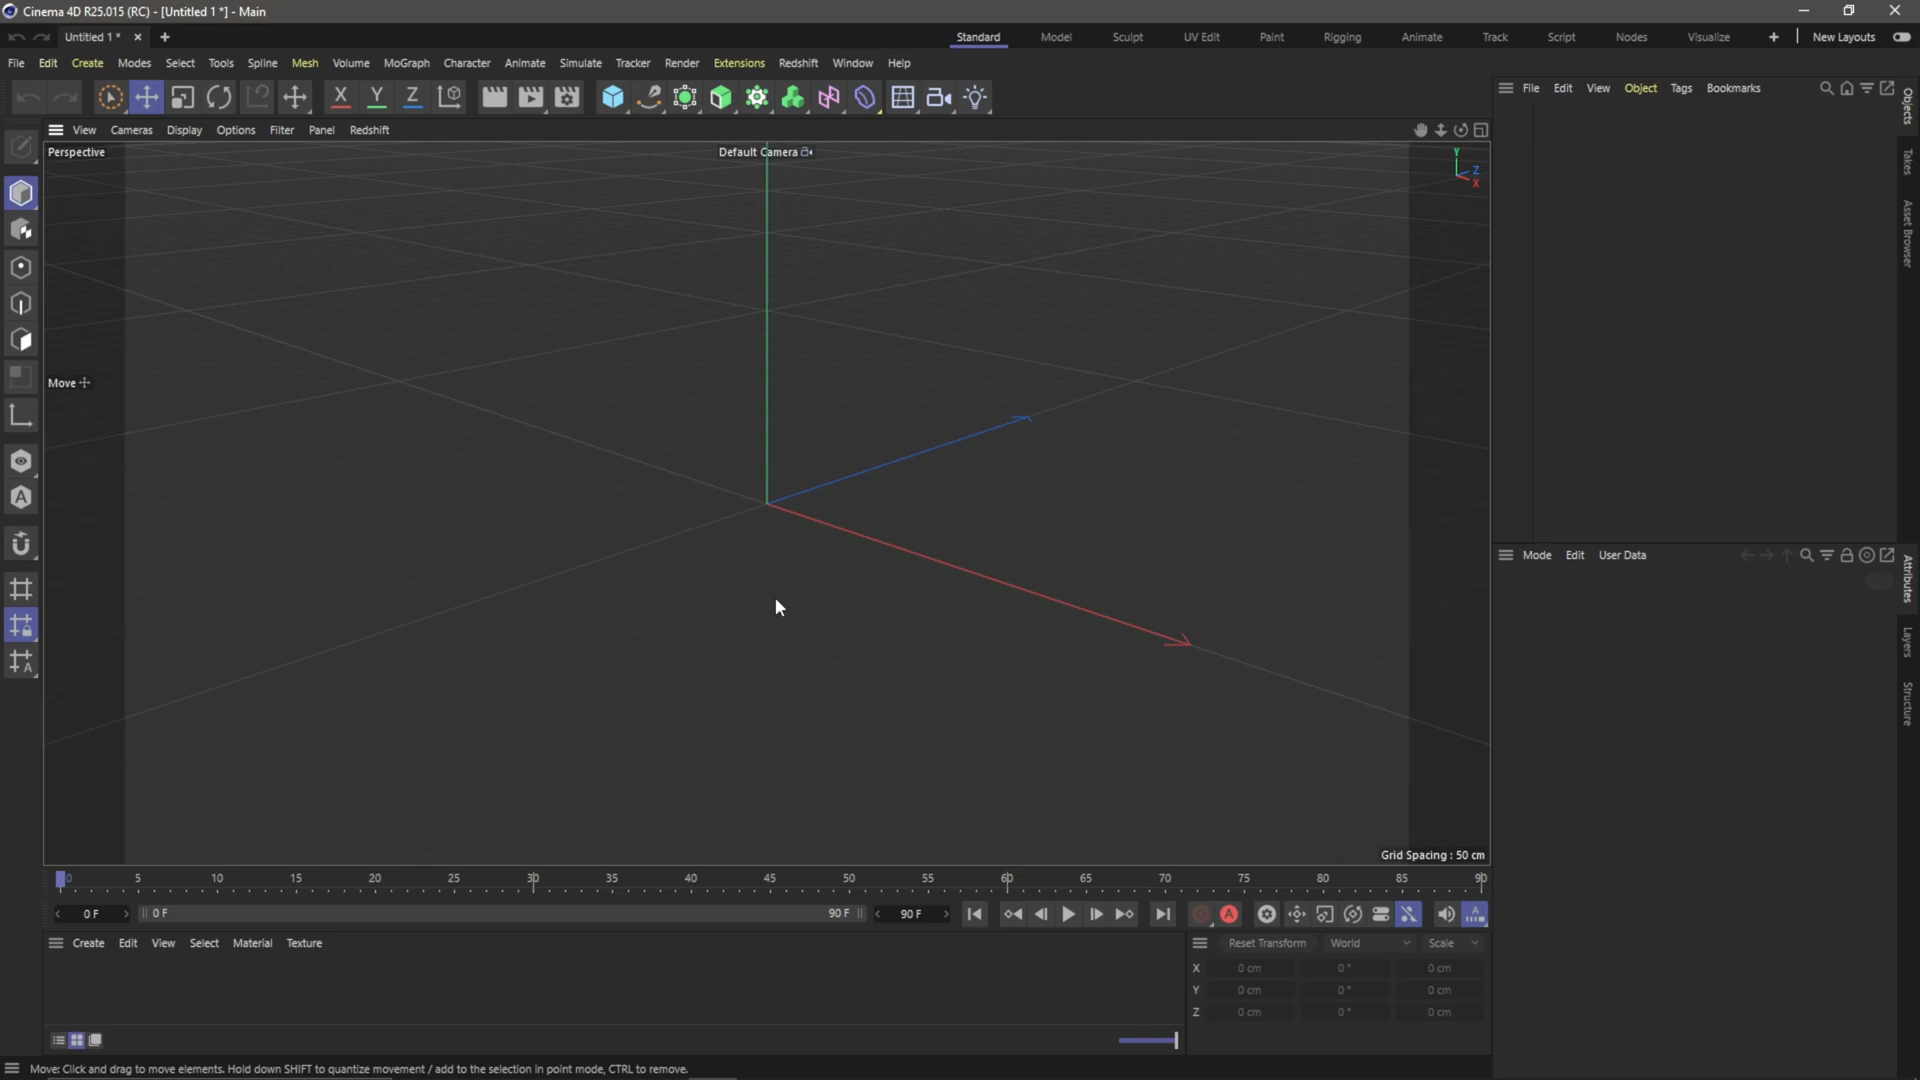 Cinema 4D R25.015 (RC) - [Untitled 1 *] - Main
Untitled 1 *
Standard Model Sculpt UV Edit Paint Rigging Animate Track Script Nodes Visualize New Layouts
File Edit Create Modes Select Tools Spline Mesh Volume MoGraph Character Animate Simulate Tracker Render Extensions Redshift Window Help
X Y Z
File Edit View Object Tags Bookmarks
Objects
Takes
Asset Browser
View Cameras Display Options Filter Panel Redshift
Perspective
Default Camera
Y
Z
X
Move
Grid Spacing : 50 cm
Mode Edit User Data
Attributes
Layers
Structure
0 5 10 15 20 25 30 35 40 45 50 55 60 65 70 75 80 85 90
0 F 0 F 90 F 90 F
Create Edit View Select Material Texture
Reset Transform World Scale
X 0 cm 0 ° 0 cm
Y 0 cm 0 ° 0 cm
Z 0 cm 0 ° 0 cm
Move: Click and drag to move elements. Hold down SHIFT to quantize movement / add to the selection in point mode, CTRL to remove.